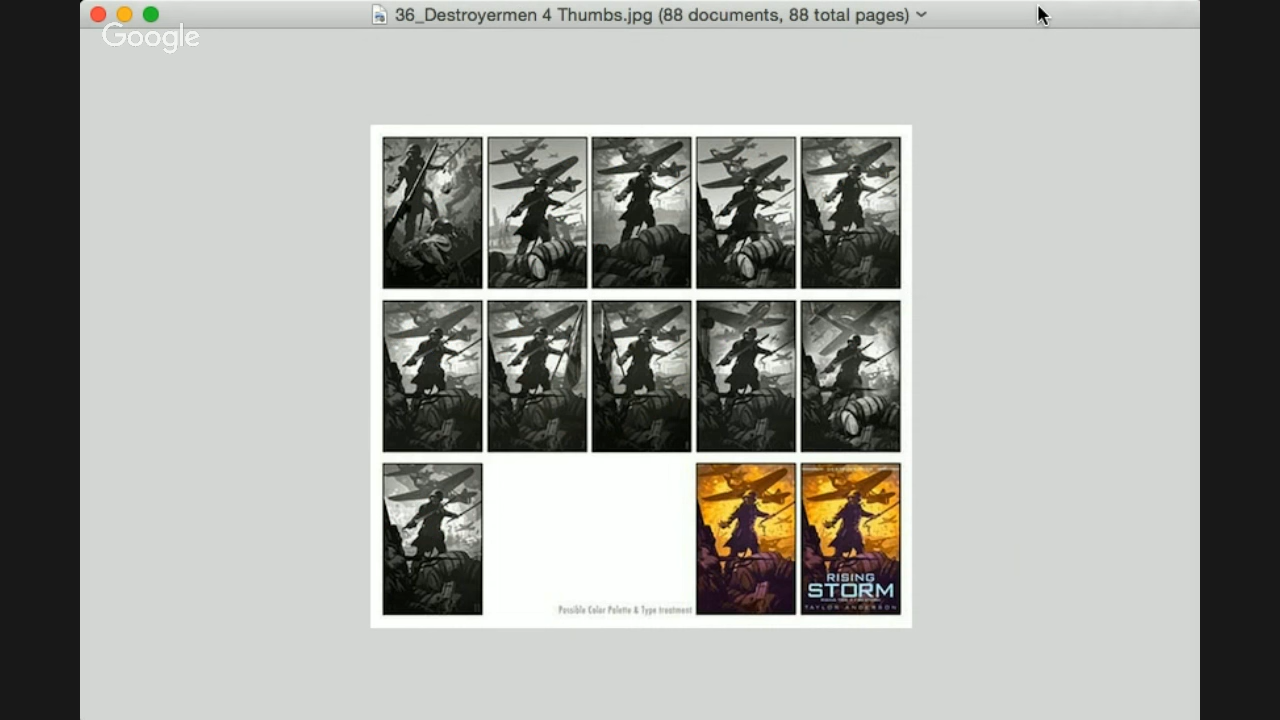 36_Destroyermen 4 Thumbs.jpg (88 documents, 88 total pages)
Google
Possible Color Palette & Type treatment
RISING
STORM
TAYLOR ANDERSON